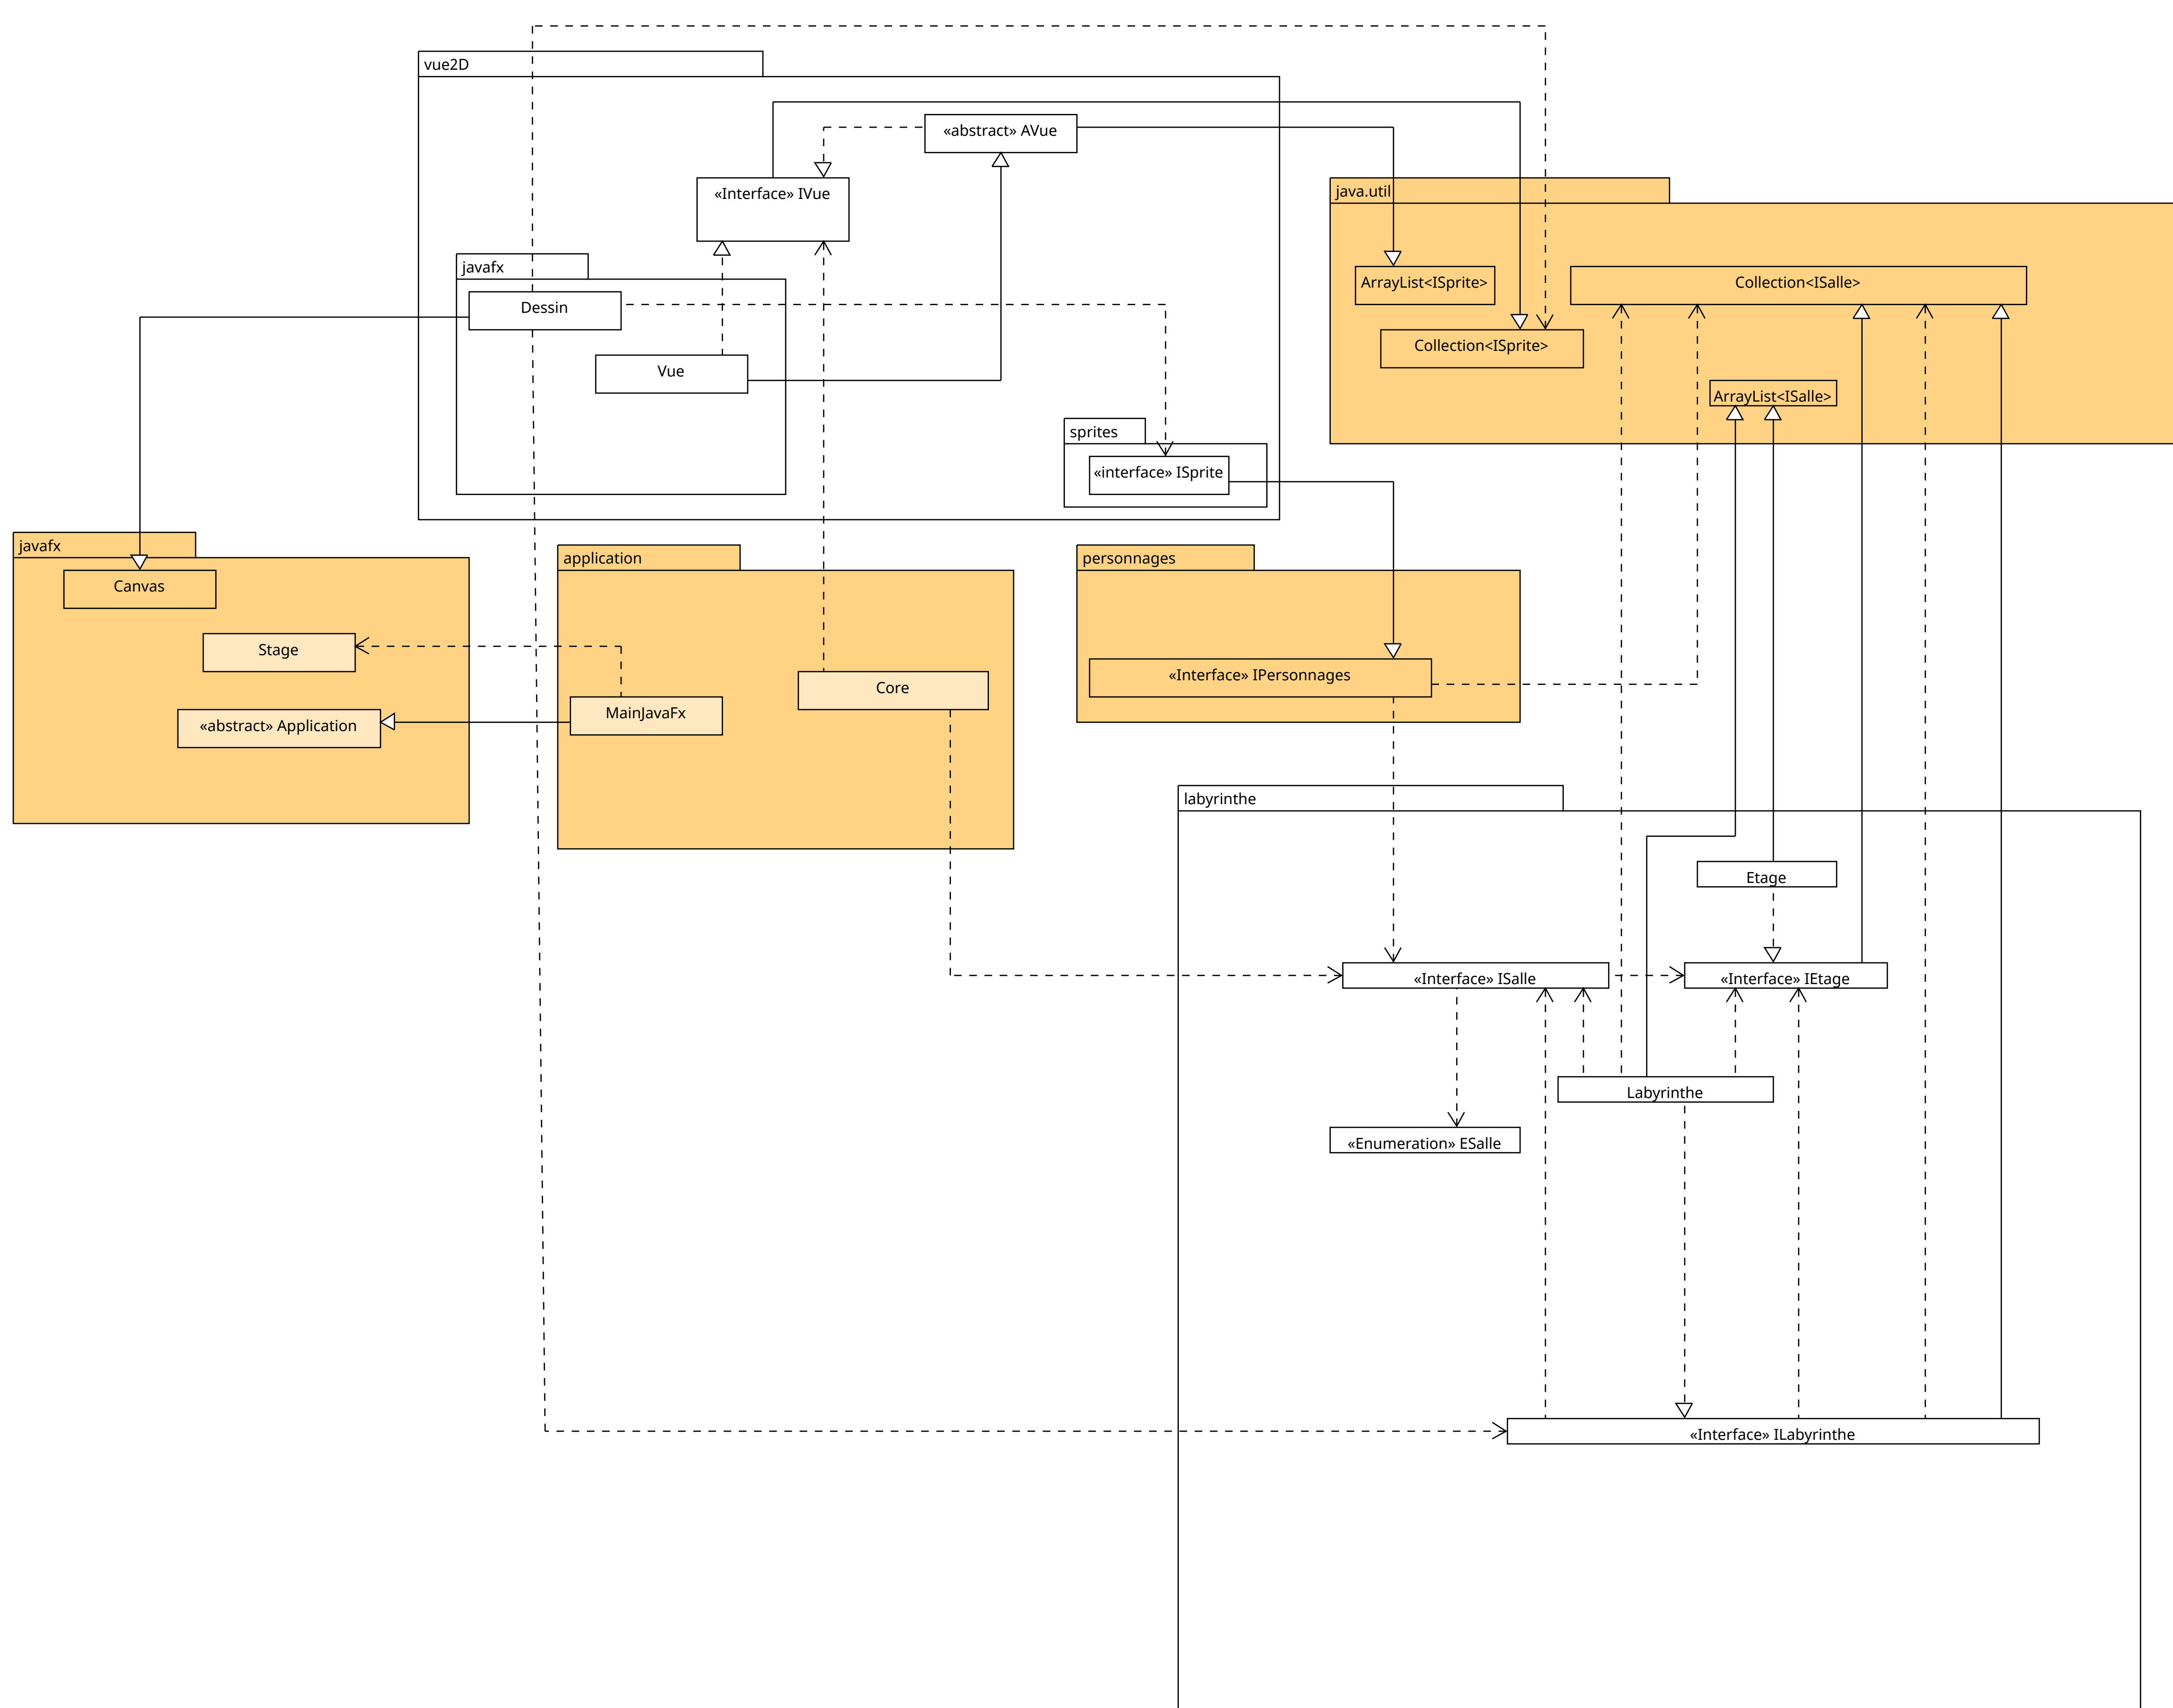 vue2D
«abstract» AVue
«Interface» IVue
java.util
javafx
ArrayList<ISprite>
Collection<ISalle>
Dessin
Collection<ISprite>
Vue
ArrayList<ISalle>
sprites
«interface» ISprite
javafx
application
personnages
Canvas
Stage
«Interface» IPersonnages
Core
MainJavaFx
«abstract» Application
labyrinthe
Etage
«Interface» ISalle
«Interface» IEtage
Labyrinthe
«Enumeration» ESalle
«Interface» ILabyrinthe